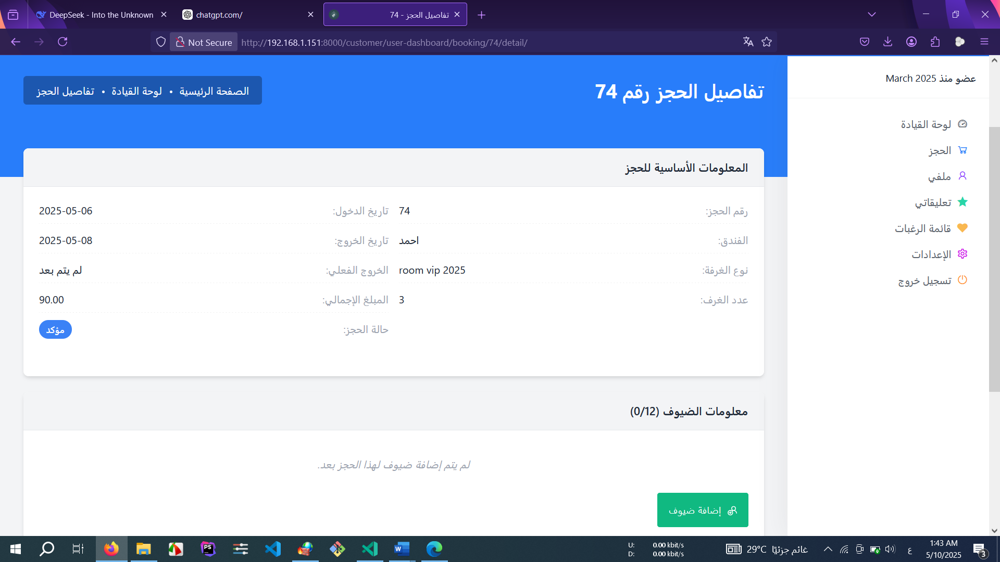 DeepSeek - Into the Unknown
chatgpt.com/
تفاصيل الحجز - 74
Not Secure
http://192.168.1.151:8000/customer/user-dashboard/booking/74/detail/
عضو منذ March 2025
لوحة القيادة
الحجز
ملفي
تعليقاتي
قائمة الرغبات
الإعدادات
تسجيل خروج
تفاصيل الحجز رقم 74
الصفحة الرئيسية • لوحة القيادة • تفاصيل الحجز
المعلومات الأساسية للحجز
رقم الحجز: 74
الفندق: احمد
نوع الغرفة: room vip 2025
عدد الغرف: 3
تاريخ الدخول: 2025-05-06
تاريخ الخروج: 2025-05-08
الخروج الفعلي: لم يتم بعد
المبلغ الإجمالي: 90.00
حالة الحجز: مؤكد
معلومات الضيوف (0/12)
لم يتم إضافة ضيوف لهذا الحجز بعد.
إضافة ضيوف
U: 0.00 kbit/s
D: 0.00 kbit/s
29°C غائم جزئيًا
ع
1:43 AM
5/10/2025
3